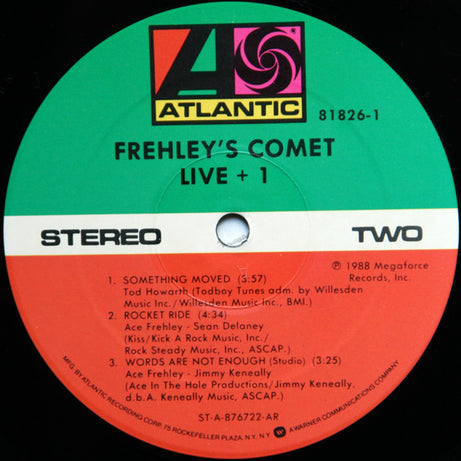 ATLANTIC
81826-1
FREHLEY'S COMET
LIVE + 1
STEREO
TWO
℗ 1988 Megaforce
Records, Inc.
1. SOMETHING MOVED (3:57)
Tod Howarth (Todboy Tunes adm. by Willesden
Music Inc./Willesden Music Inc., BMI.)
2. ROCKET RIDE (4:34)
Ace Frehley - Sean Delaney
(Kiss/Kick A Rock Music, Inc./
Rock Steady Music, Inc., ASCAP.)
3. WORDS ARE NOT ENOUGH (Studio) (3:25)
Ace Frehley - Jimmy Keneally
(Ace In The Hole Productions/Jimmy Keneally,
d.b.A. Keneally Music, ASCAP.)
ST-A-876722-AR
MFG. BY ATLANTIC RECORDING CORP. 75 ROCKEFELLER PLAZA, N.Y. N.Y. W A WARNER COMMUNICATIONS COMPANY